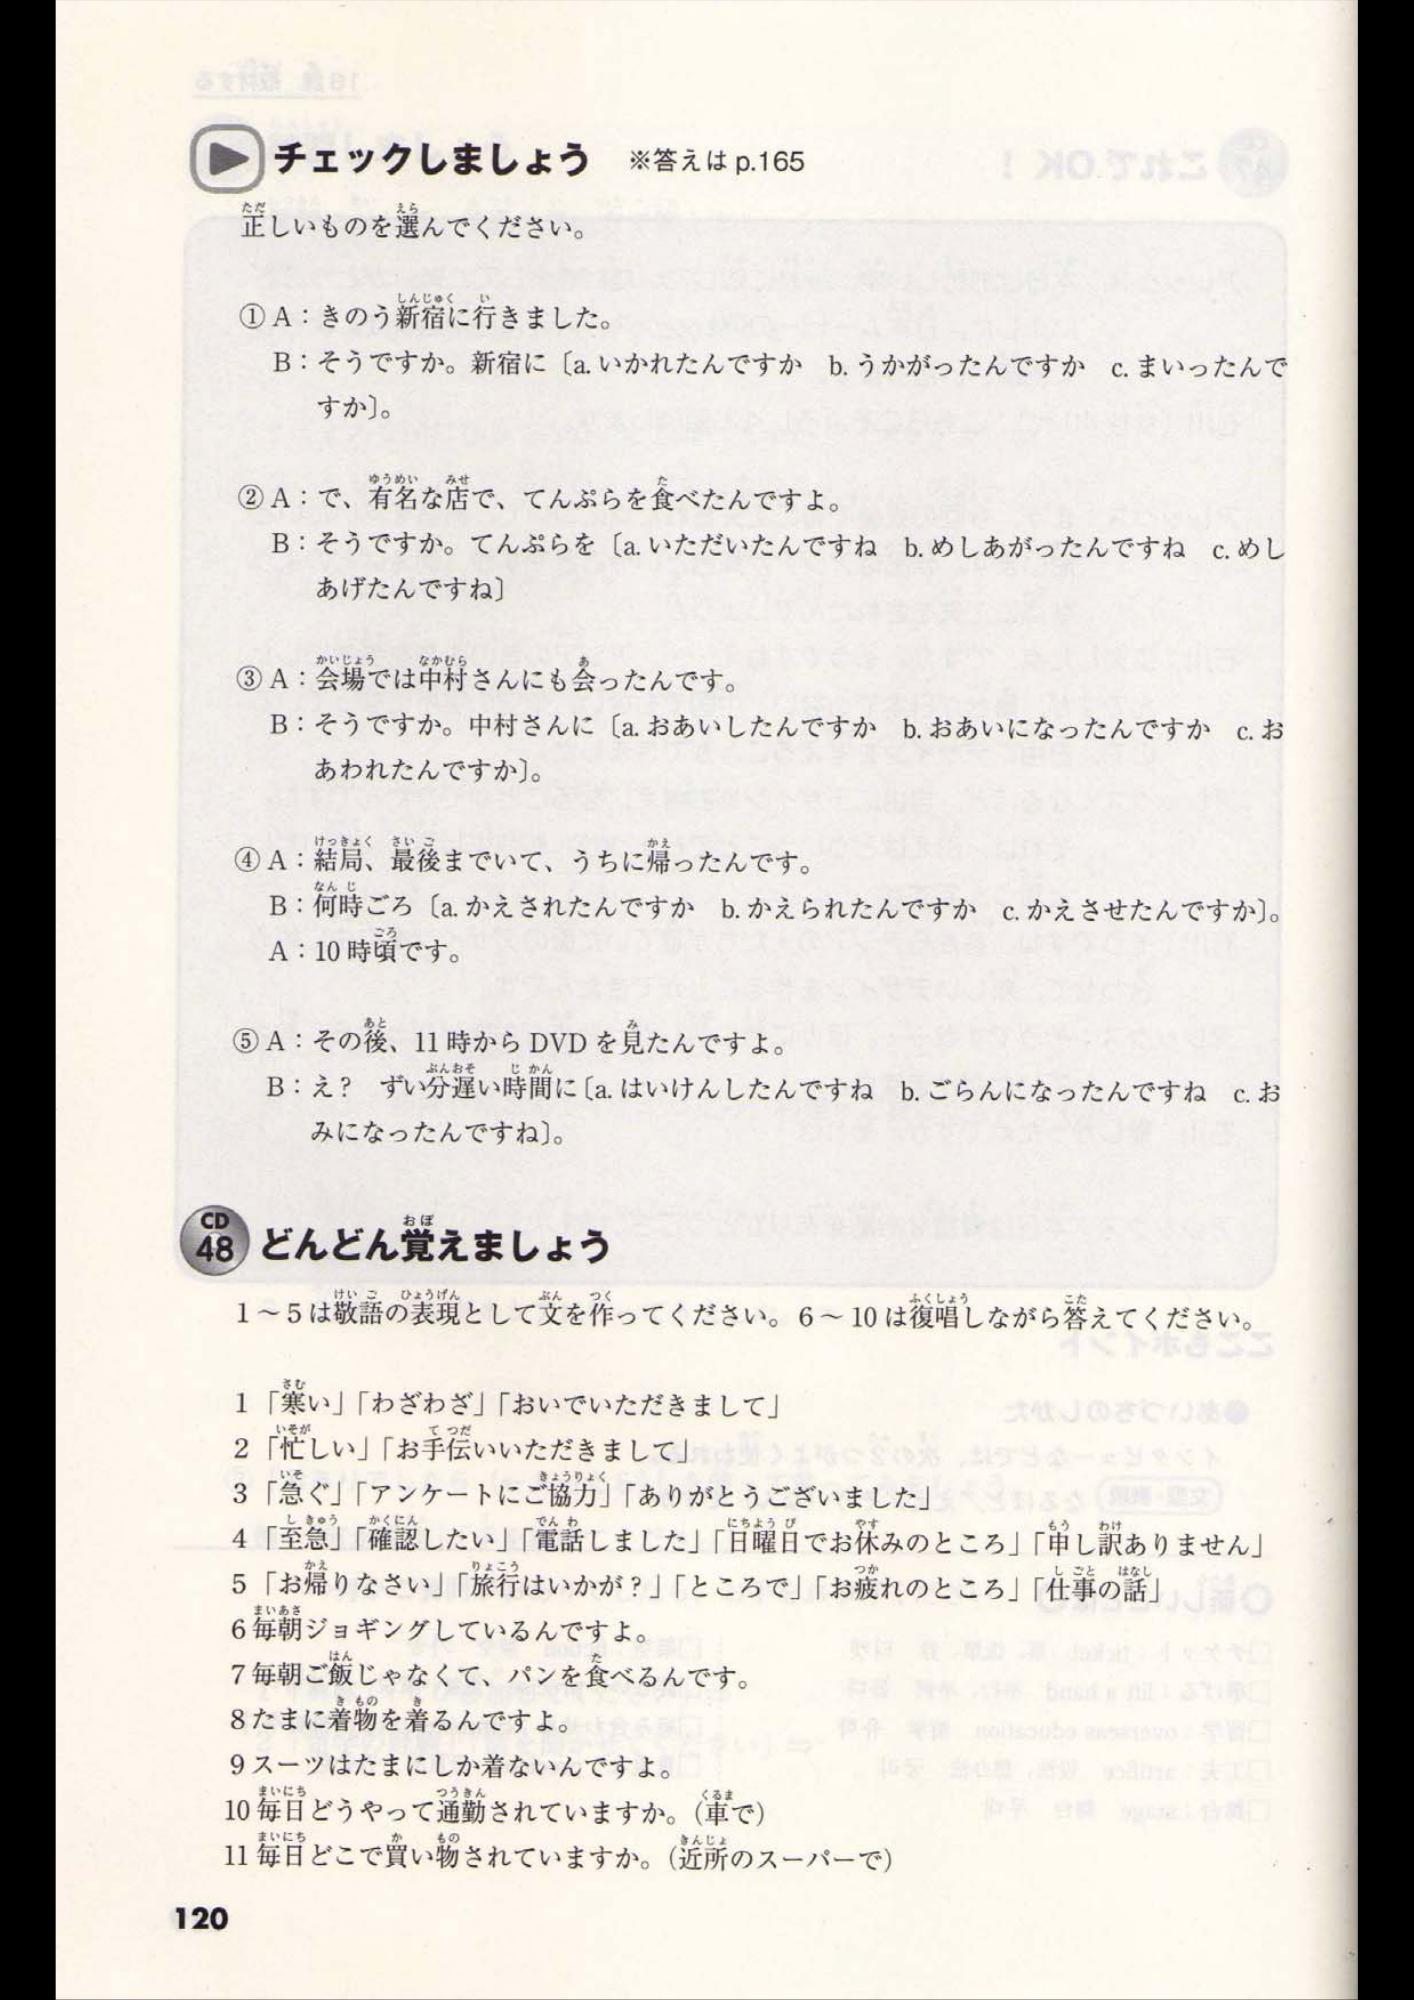 チェックしましょう ※答えは p.165
正しいものを選んでください。
① A：きのう新宿に行きました。
B：そうですか。新宿に〔a. いかれたんですか b. うかがったんですか c. まいったんで
すか〕。
② A：で、有名な店で、てんぷらを食べたんですよ。
B：そうですか。てんぷらを〔a. いただいたんですね b. めしあがったんですね c. めし
あげたんですね〕
③ A：会場では中村さんにも会ったんです。
B：そうですか。中村さんに〔a. おあいしたんですか b. おあいになったんですか c. お
あわれたんですか〕。
④ A：結局、最後までいて、うちに帰ったんです。
B：何時ごろ〔a. かえされたんですか b. かえられたんですか c. かえさせたんですか〕。
A：10 時頃です。
⑤ A：その後、11 時から DVD を見たんですよ。
B：え？ ずい分遅い時間に〔a. はいけんしたんですね b. ごらんになったんですね c. お
みになったんですね〕。
CD 48 どんどん覚えましょう
1～5は敬語の表現として文を作ってください。6～10は復唱しながら答えてください。
1「寒い」「わざわざ」「おいでいただきまして」
2「忙しい」「お手伝いいただきまして」
3「急ぐ」「アンケートにご協力」「ありがとうございました」
4「至急」「確認したい」「電話しました」「日曜日でお休みのところ」「申し訳ありません」
5「お帰りなさい」「旅行はいかが？」「ところで」「お疲れのところ」「仕事の話」
6 毎朝ジョギングしているんですよ。
7 毎朝ご飯じゃなくて、パンを食べるんです。
8 たまに着物を着るんですよ。
9 スーツはたまにしか着ないんですよ。
10 毎日どうやって通勤されていますか。（車で）
11 毎日どこで買い物されていますか。（近所のスーパーで）
120